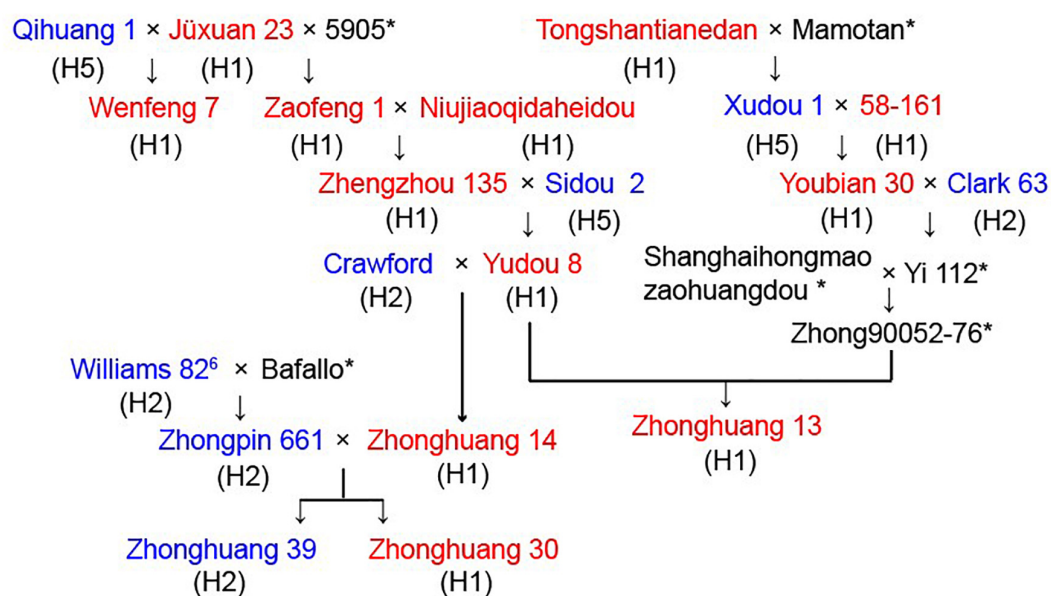 Qihuang 1 × Jüxuan 23 × 5905*
(H5) ↓ (H1) ↓
Wenfeng 7 (H1)
Zaofeng 1 × Niujiaoqidaheidou
(H1) ↓ (H1)
Zhengzhou 135 × Sidou 2
(H1) ↓ (H5)
Crawford × Yudou 8
(H2) (H1)
Tongshantianedan × Mamotan*
(H1) ↓
Xudou 1 × 58-161
(H5) ↓ (H1)
Youbian 30 × Clark 63
(H1) ↓ (H2)
Shanghaihongmao
zaohuangdou * × Yi 112*
↓
Zhong90052-76*
Zhonghuang 13
(H1)
Williams 82⁶ × Bafallo*
(H2) ↓
Zhongpin 661 × Zhonghuang 14
(H2) (H1)
Zhonghuang 39 Zhonghuang 30
(H2) (H1)